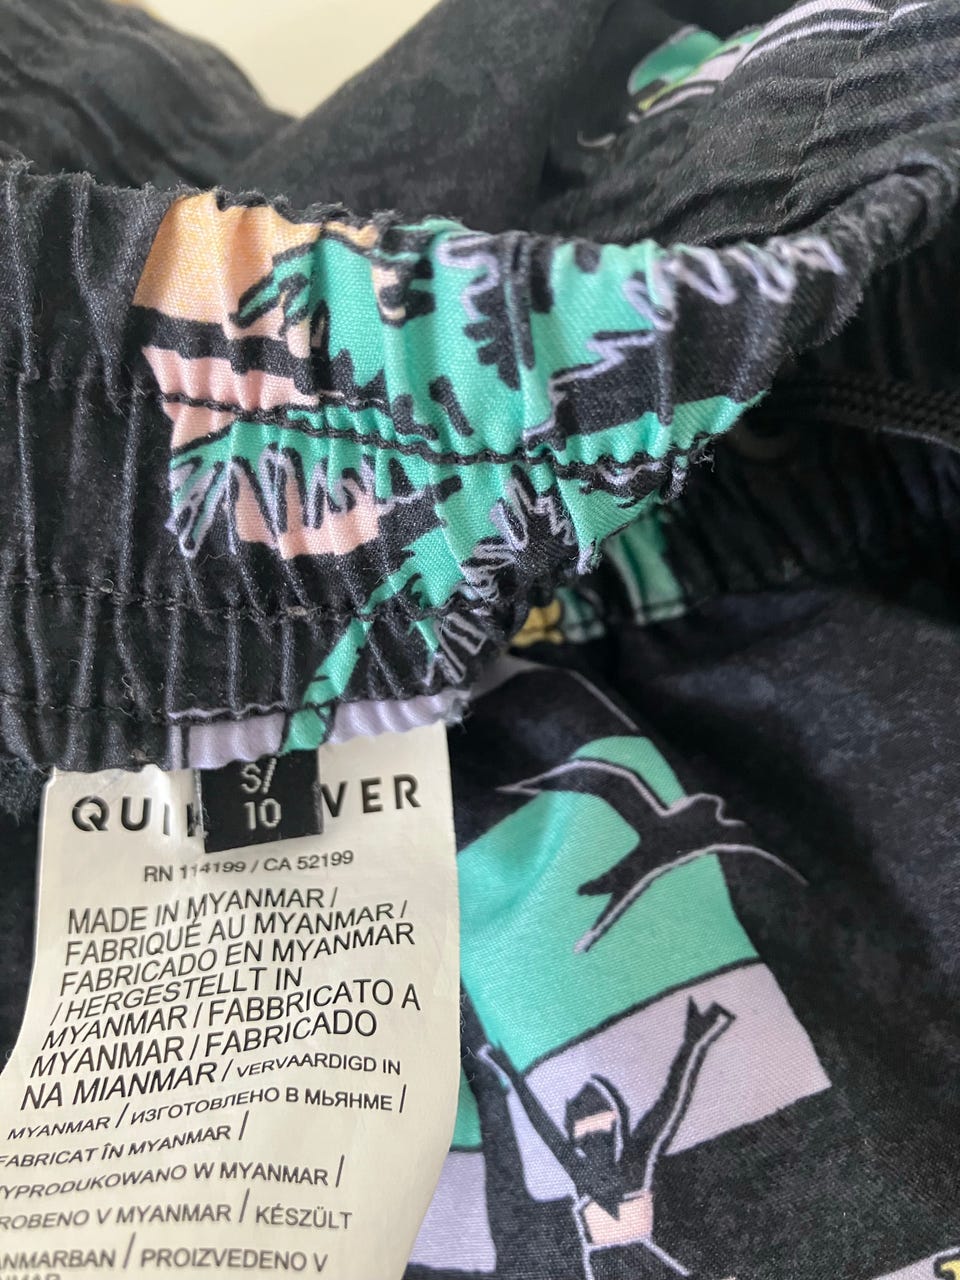 S/
10
QUI VER
RN 114199 / CA 52199
MADE IN MYANMAR /
FABRIQUÉ AU MYANMAR /
FABRICADO EN MYANMAR
/ HERGESTELLT IN
MYANMAR / FABBRICATO A
MYANMAR / FABRICADO
NA MIANMAR / VERVAARDIGD IN
MYANMAR / ИЗГОТОВЛЕНО В МЬЯНМЕ /
FABRICAT ÎN MYANMAR /
YPRODUKOWANO W MYANMAR /
ROBENO V MYANMAR / KÉSZÜLT
ANMARBAN / PROIZVEDENO V